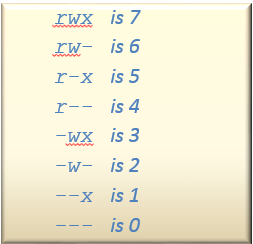 rwx is 7
rw- is 6
r-x is 5
r-- is 4
-wx is 3
-w- is 2
--x is 1
--- is 0